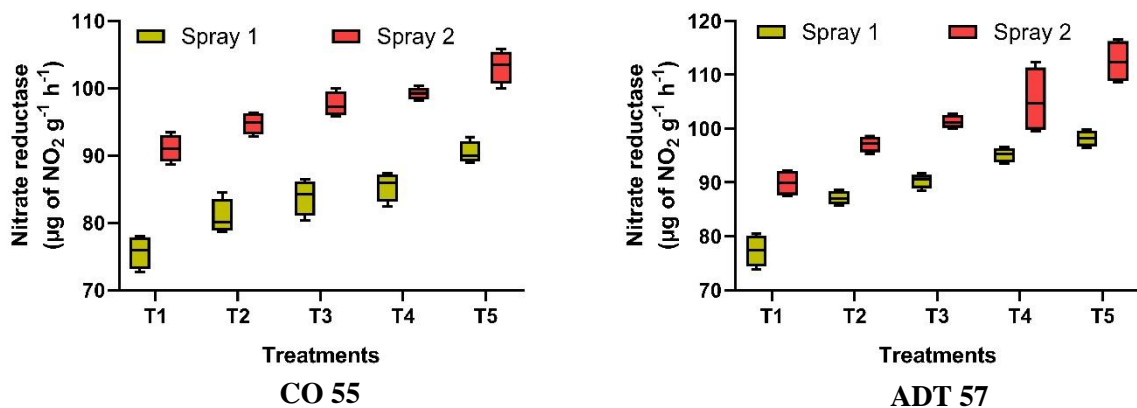 Spray 1 Spray 2
Nitrate reductase
(µg of NO₂ g⁻¹ h⁻¹)
110
100
90
80
70
T1 T2 T3 T4 T5
Treatments
CO 55
Spray 1 Spray 2
Nitrate reductase
(µg of NO₂ g⁻¹ h⁻¹)
120
110
100
90
80
70
T1 T2 T3 T4 T5
Treatments
ADT 57